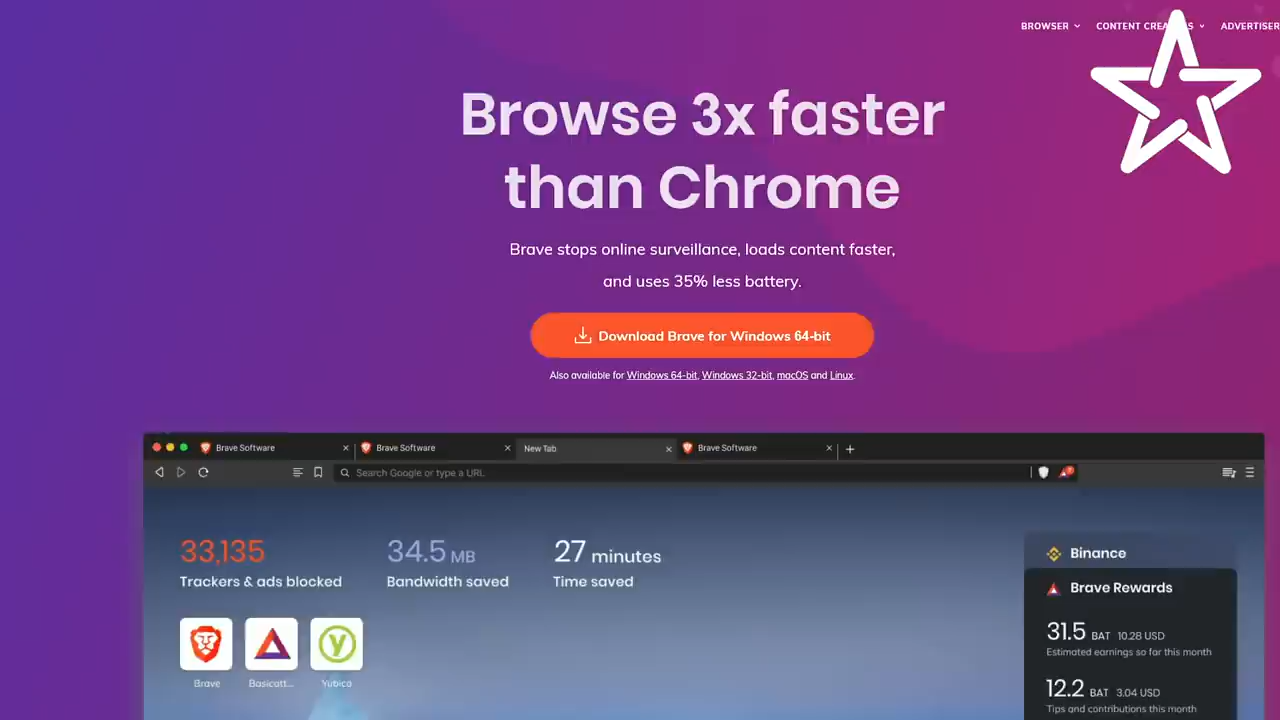 BROWSER CONTENT CREATORS ADVERTISER
Browse 3x faster
than Chrome
Brave stops online surveillance, loads content faster,
and uses 35% less battery.
Download Brave for Windows 64-bit
Also available for Windows 64-bit, Windows 32-bit, macOS and Linux.
Brave Software Brave Software New Tab Brave Software
Search Google or type a URL
33,135 34.5 MB 27 minutes
Trackers & ads blocked Bandwidth saved Time saved
Binance
Brave Rewards
31.5 BAT 10.28 USD
Estimated earnings so far this month
12.2 BAT 3.04 USD
Tips and contributions this month
Brave Basicatt... Yubico